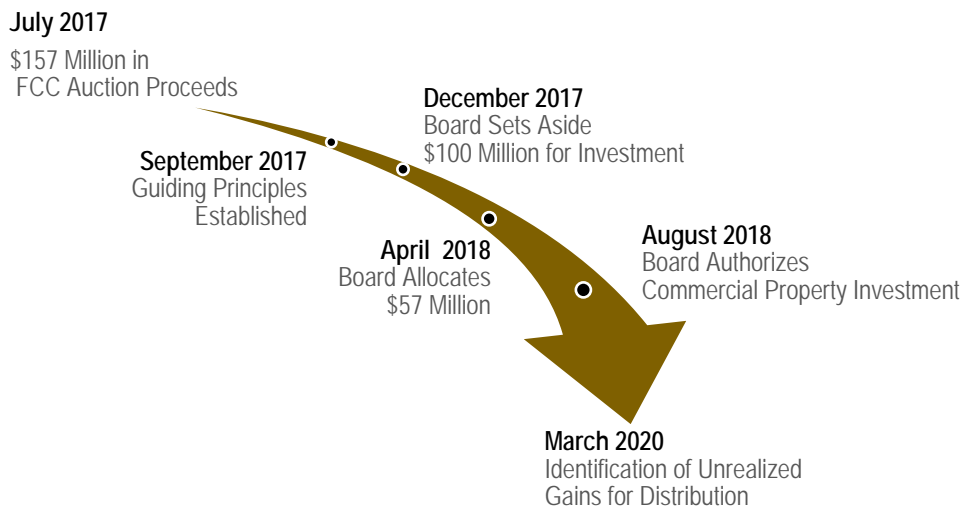 July 2017
$157 Million in
FCC Auction Proceeds
September 2017
Guiding Principles
Established
December 2017
Board Sets Aside
$100 Million for Investment
April 2018
Board Allocates
$57 Million
August 2018
Board Authorizes
Commercial Property Investment
March 2020
Identification of Unrealized
Gains for Distribution